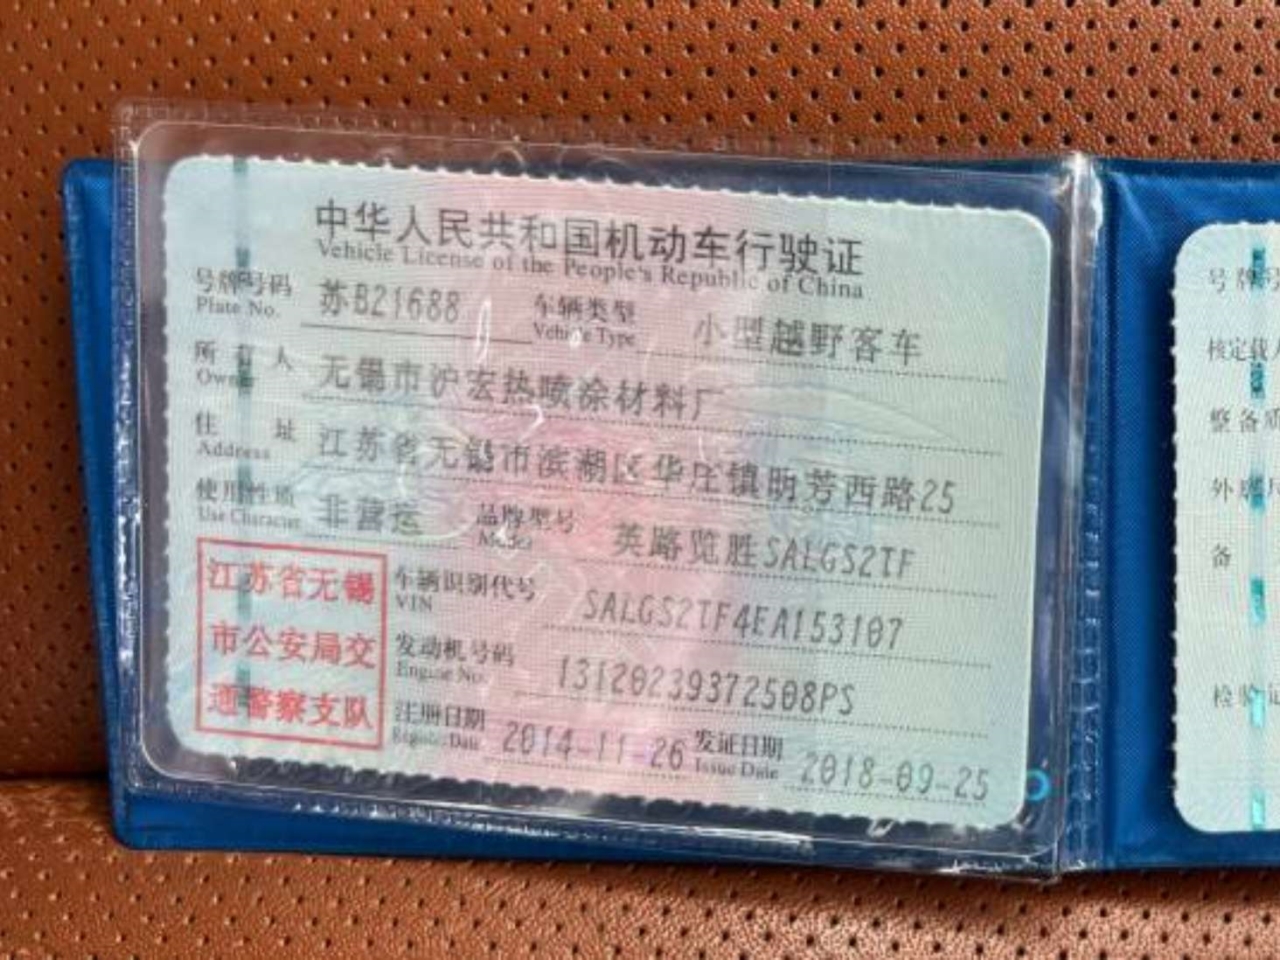 中华人民共和国机动车行驶证
Vehicle License of the People's Republic of China
号牌号码 苏B21688 车辆类型 小型越野客车
Plate No. Vehicle Type
所有人 无锡市沪宏热喷涂材料厂
Owner
住址 江苏省无锡市滨湖区华庄镇明芳西路25
Address
使用性质 非营运 品牌型号 英路览胜SALGS2TF
Use Character Model
车辆识别代号 SALGS2TF4EA153107
VIN
发动机号码 13120239372508PS
Engine No.
注册日期 2014-11-26 发证日期 2018-09-25
Register Date Issue Date
江苏省无锡
市公安局交
通警察支队
号牌号
核定载人
整备质
外廓尺
备
检验记